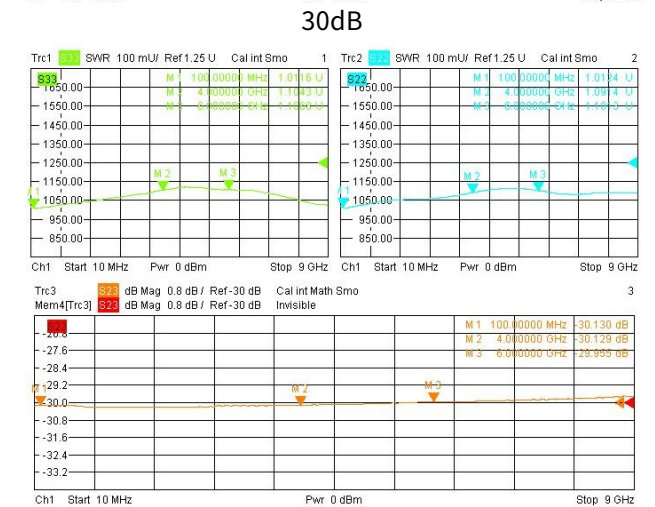 30dB
Trc1 S33 SWR 100 mU/ Ref 1.25 U Cal int Smo 1
S33
M 1 100.00000 MHz 1.0116 U
M 2 4.000000 GHz 1.1043 U
1650.00
1550.00
1450.00
1350.00
1250.00
1150.00
1050.00
950.00
850.00
M 2
M 3
Ch1 Start 10 MHz Pwr 0 dBm Stop 9 GHz
Trc2 S22 SWR 100 mU/ Ref 1.25 U Cal int Smo 2
S22
M 1 100.00000 MHz 1.0124 U
M 2 4.000000 GHz 1.0914 U
1650.00
1550.00
1450.00
1350.00
1250.00
1150.00
1050.00
950.00
850.00
M 2
M 3
Ch1 Start 10 MHz Pwr 0 dBm Stop 9 GHz
Trc3 S23 dB Mag 0.8 dB / Ref -30 dB Cal int Math Smo 3
Mem4[Trc3] S23 dB Mag 0.8 dB / Ref -30 dB Invisible
S23
M 1 100.00000 MHz -30.130 dB
M 2 4.000000 GHz -30.129 dB
M 3 6.000000 GHz -29.955 dB
-28.8
-27.6
-28.4
-29.2
-30.0
-30.8
-31.6
-32.4
-33.2
M 1
M 2
M 3
Ch1 Start 10 MHz Pwr 0 dBm Stop 9 GHz